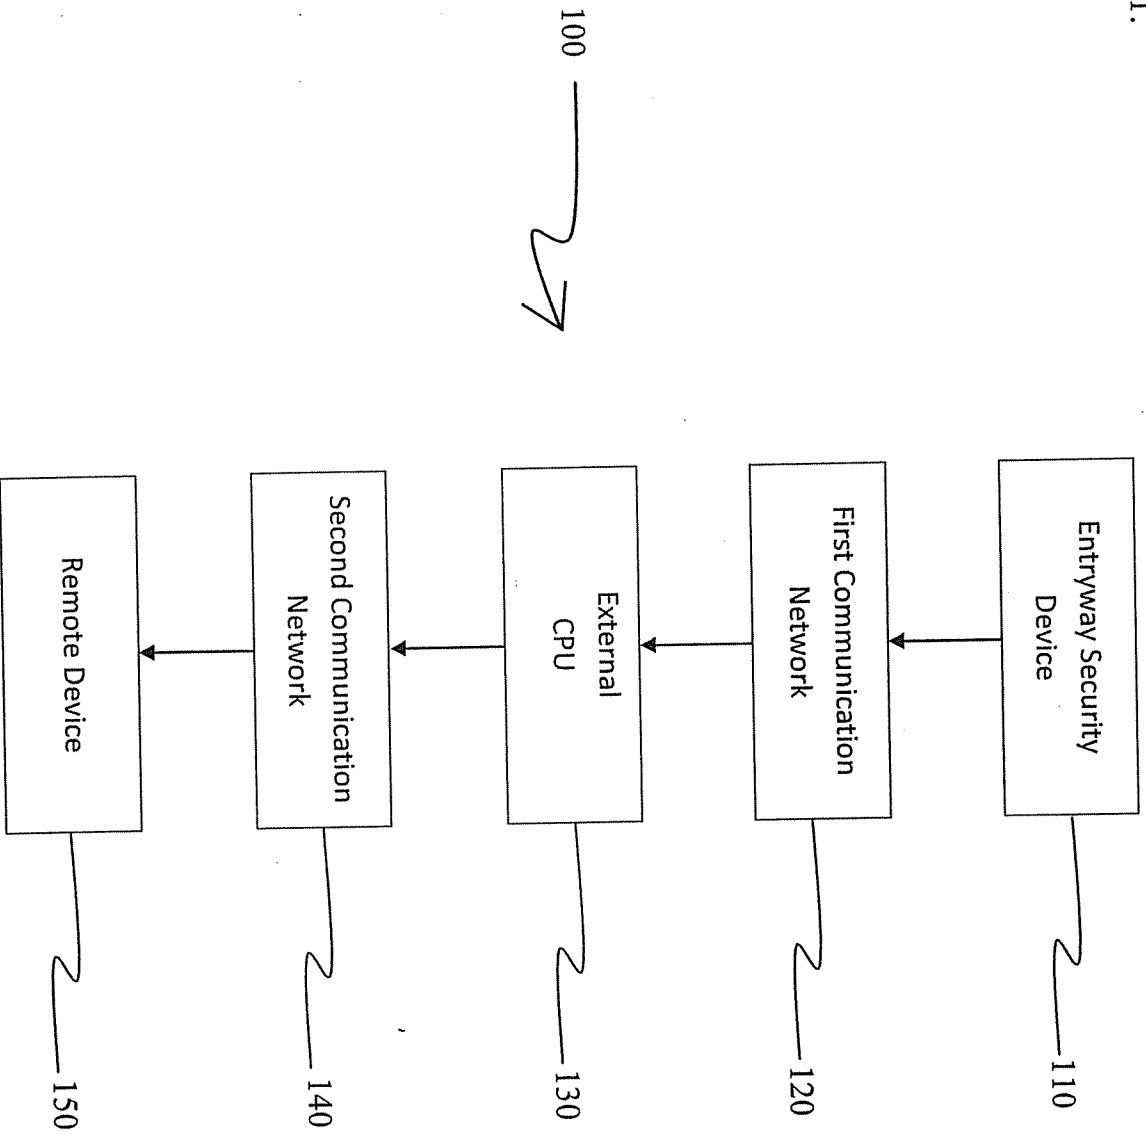 1.
100
Entryway Security
Device
110
First Communication
Network
120
External
CPU
130
Second Communication
Network
140
Remote Device
150